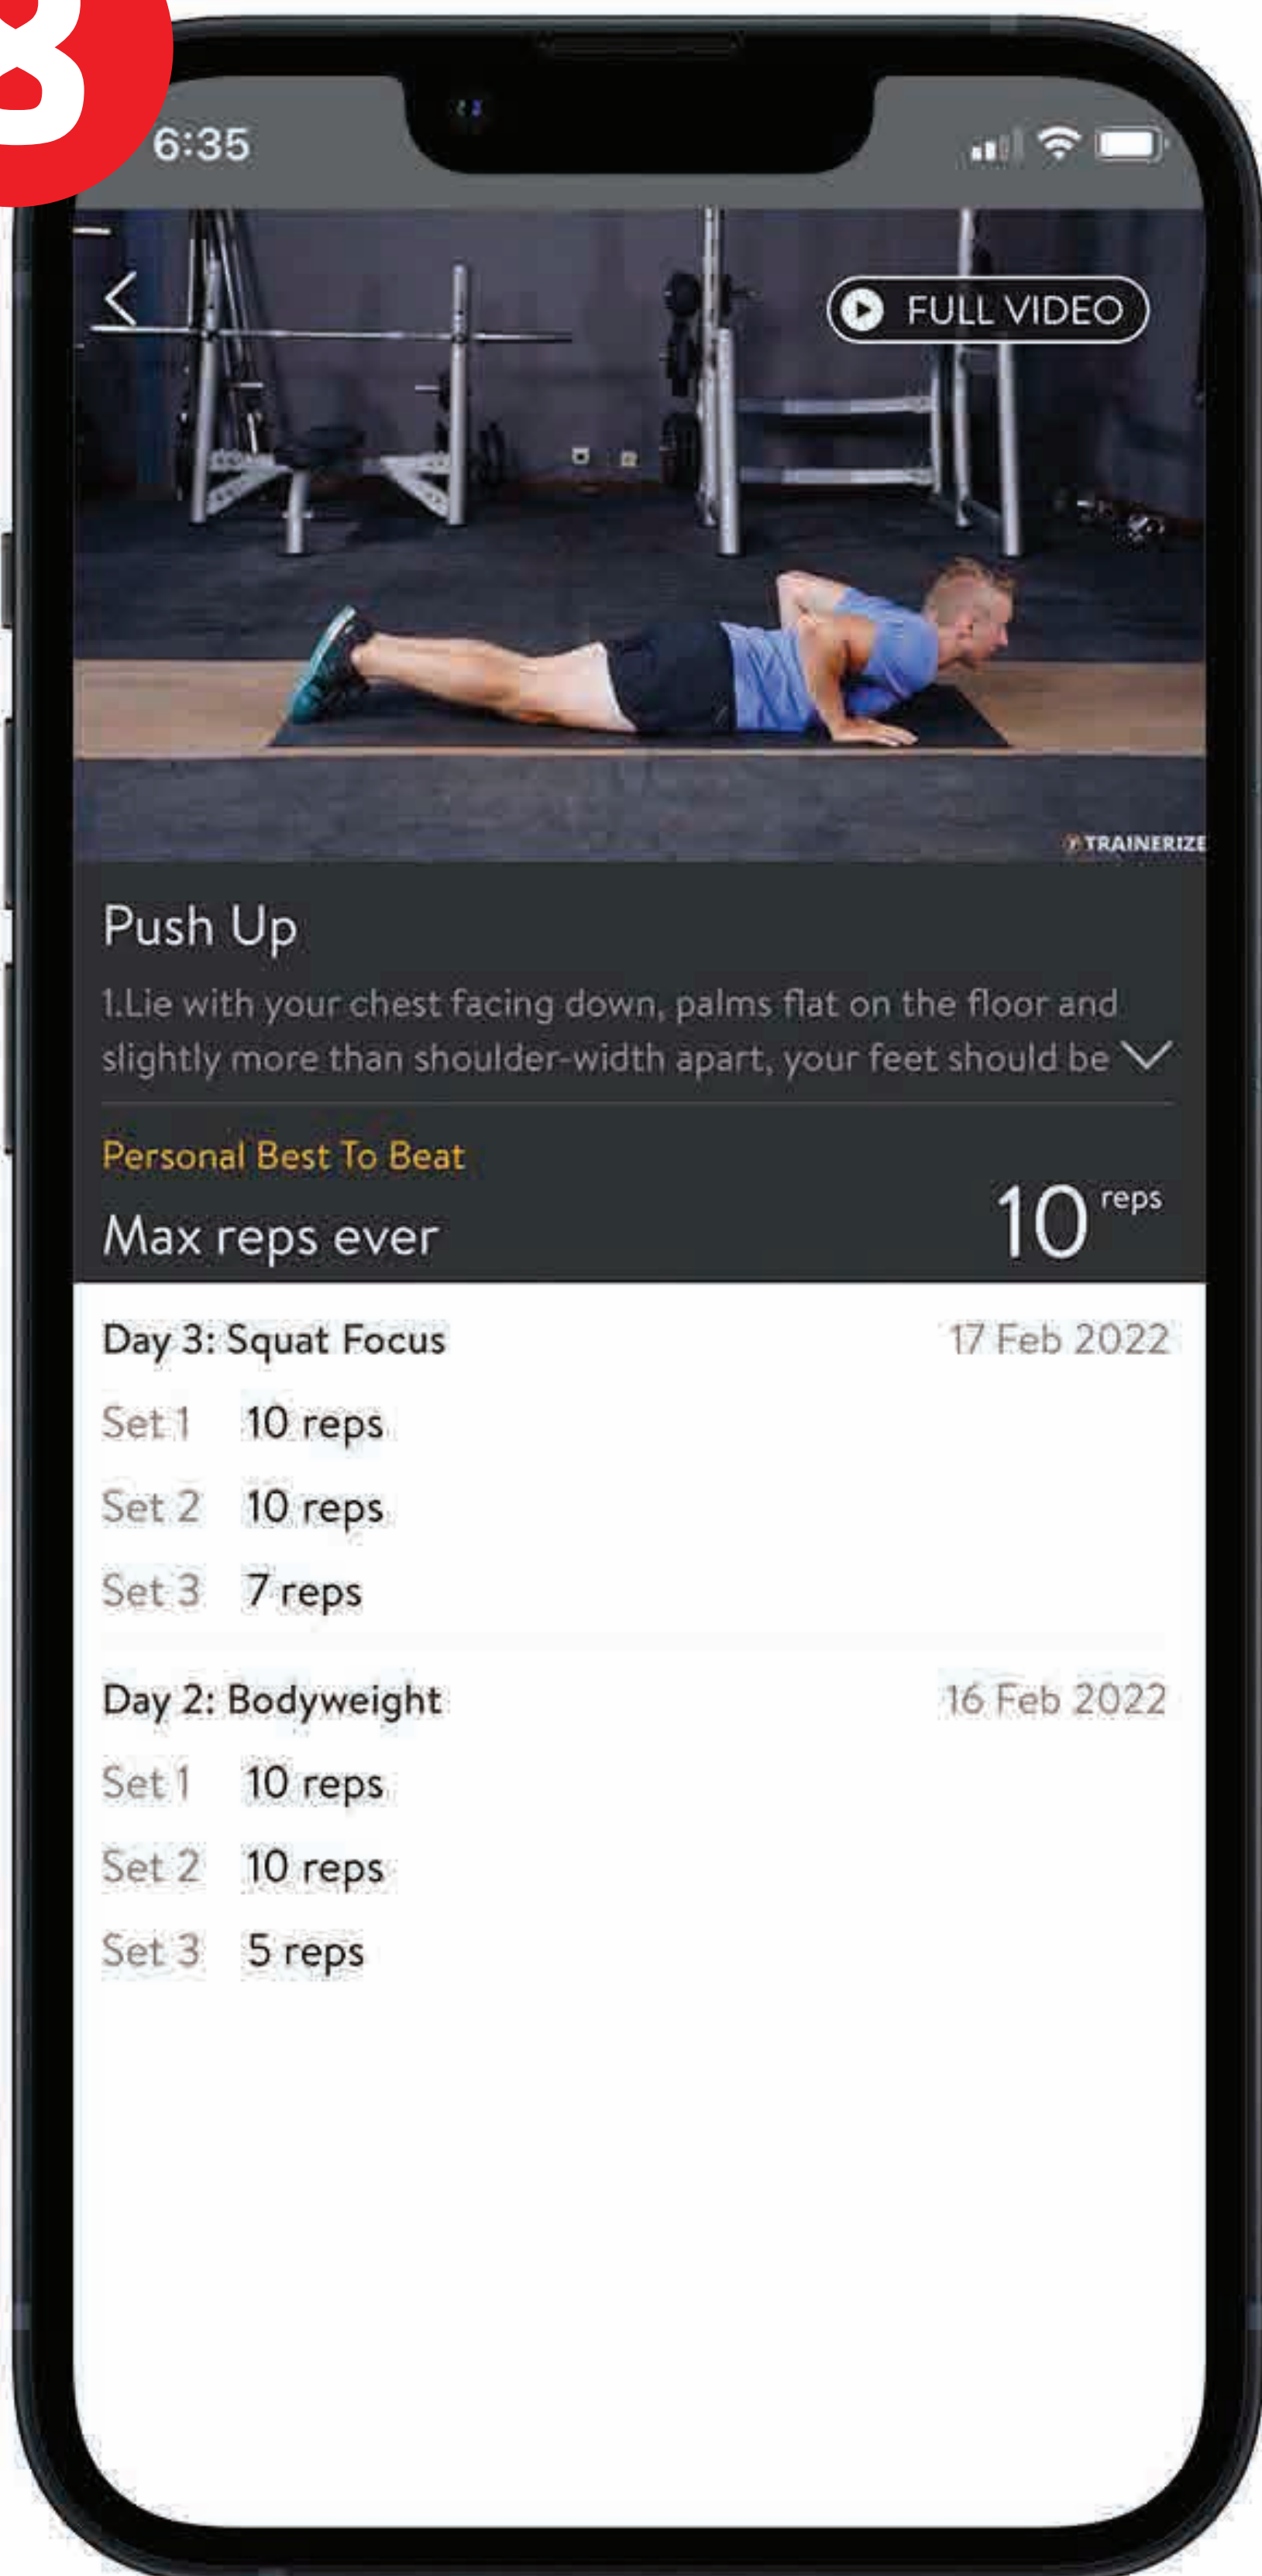 8
6:35
FULL VIDEO
TRAINERIZE
Push Up
1.Lie with your chest facing down, palms flat on the floor and
slightly more than shoulder-width apart, your feet should be
Personal Best To Beat
Max reps ever
10 reps
Day 3: Squat Focus
17 Feb 2022
Set 1 10 reps
Set 2 10 reps
Set 3 7 reps
Day 2: Bodyweight
16 Feb 2022
Set 1 10 reps
Set 2 10 reps
Set 3 5 reps